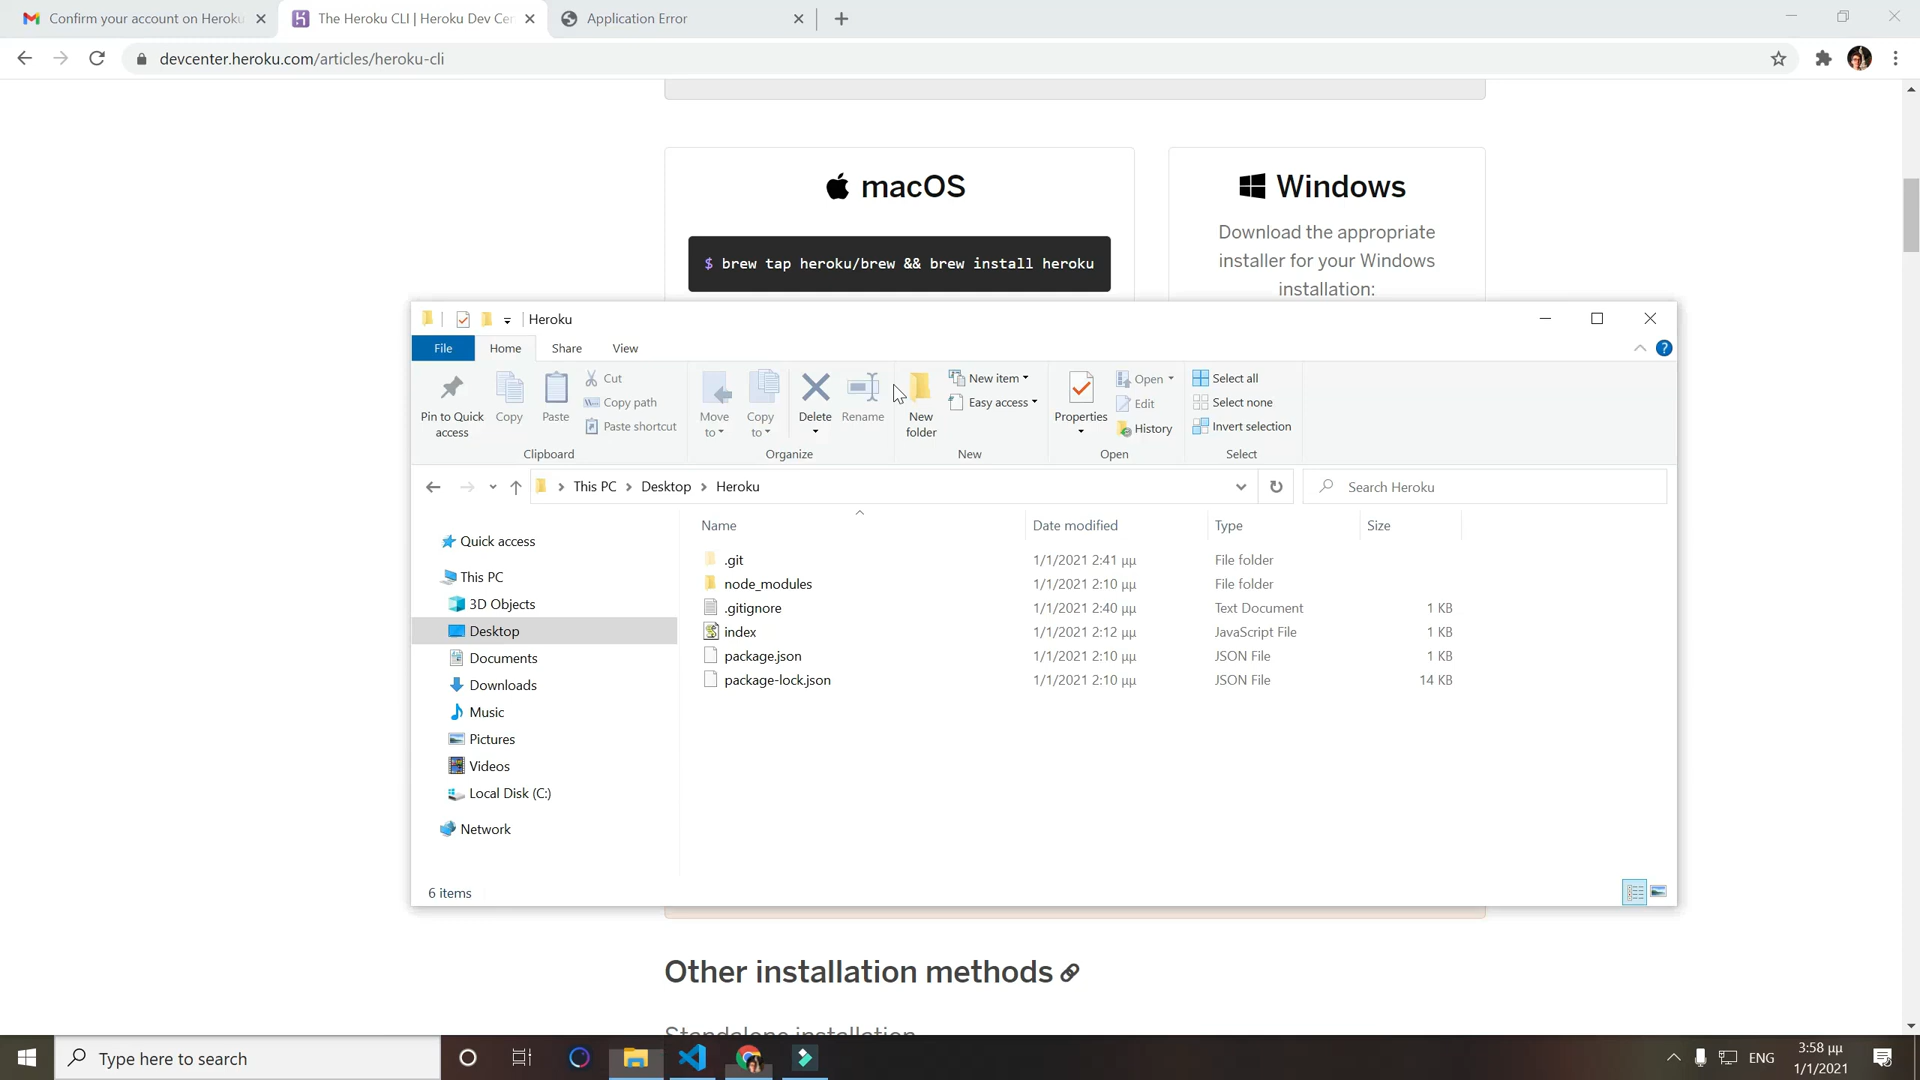 Confirm your account on Heroku
The Heroku CLI | Heroku Dev Cen
Application Error
devcenter.heroku.com/articles/heroku-cli
macOS
$ brew tap heroku/brew && brew install heroku
Windows
Download the appropriate
installer for your Windows
installation:
Heroku
File
Home
Share
View
Pin to Quick
access
Copy
Paste
Cut
Copy path
Paste shortcut
Clipboard
Move
to
Copy
to
Delete
Rename
Organize
New
folder
New item
Easy access
New
Properties
Open
Edit
History
Open
Select all
Select none
Invert selection
Select
This PC
Desktop
Heroku
Search Heroku
Name
Date modified
Type
Size
Quick access
This PC
3D Objects
Desktop
Documents
Downloads
Music
Pictures
Videos
Local Disk (C:)
Network
.git 1/1/2021 2:41 μμ File folder
node_modules 1/1/2021 2:10 μμ File folder
.gitignore 1/1/2021 2:40 μμ Text Document 1 KB
index 1/1/2021 2:12 μμ JavaScript File 1 KB
package.json 1/1/2021 2:10 μμ JSON File 1 KB
package-lock.json 1/1/2021 2:10 μμ JSON File 14 KB
6 items
Other installation methods
Standalone installation
Type here to search
ENG
3:58 μμ
1/1/2021